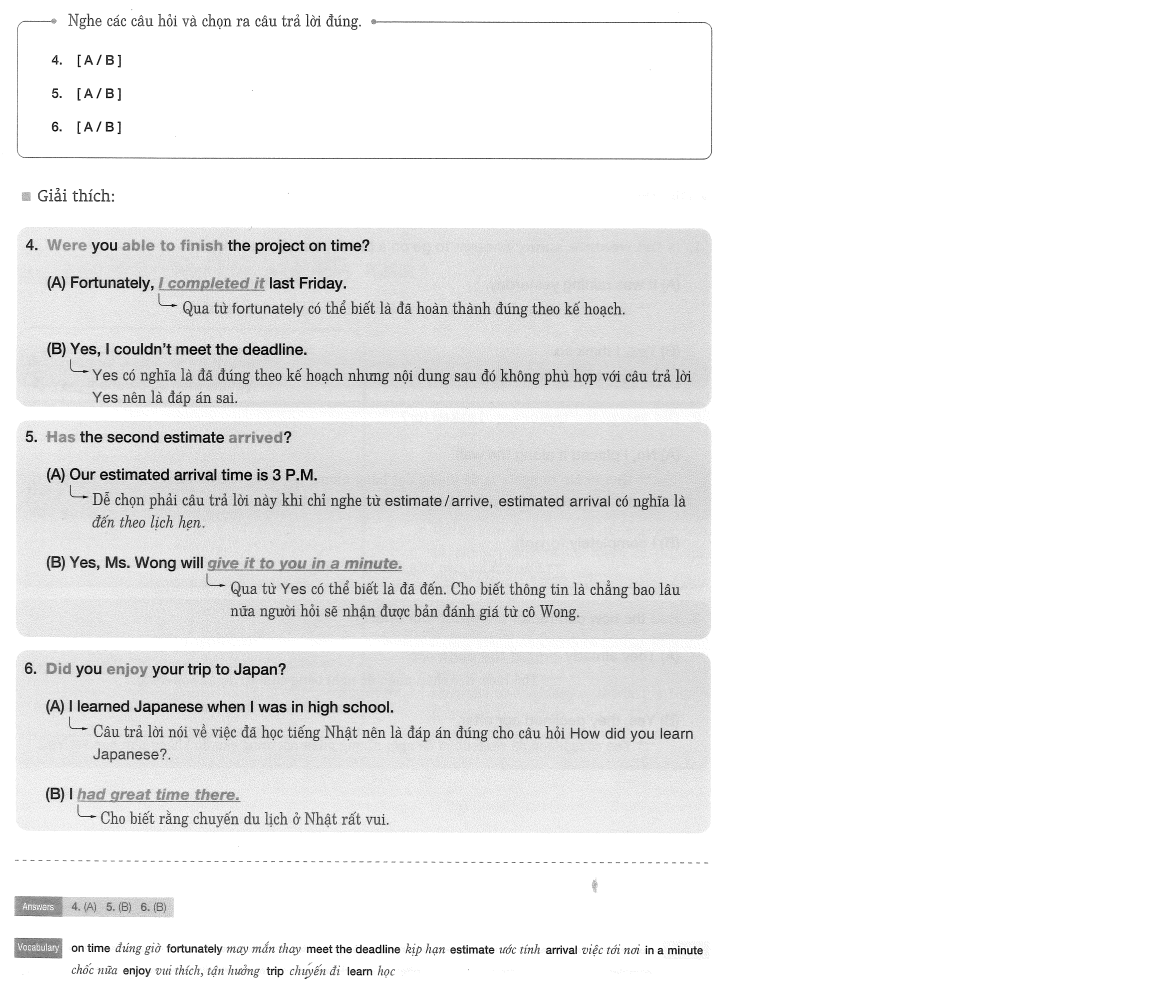 Nghe các câu hỏi và chọn ra câu trả lời đúng.
4. [ A / B ]
5. [ A / B ]
6. [ A / B ]
Giải thích:
4. Were you able to finish the project on time?
(A) Fortunately, I completed it last Friday.
Qua từ fortunately có thể biết là đã hoàn thành đúng theo kế hoạch.
(B) Yes, I couldn't meet the deadline.
Yes có nghĩa là đã đúng theo kế hoạch nhưng nội dung sau đó không phù hợp với câu trả lời
Yes nên là đáp án sai.
5. Has the second estimate arrived?
(A) Our estimated arrival time is 3 P.M.
Dễ chọn phải câu trả lời này khi chỉ nghe từ estimate / arrive, estimated arrival có nghĩa là
đến theo lịch hẹn.
(B) Yes, Ms. Wong will give it to you in a minute.
Qua từ Yes có thể biết là đã đến. Cho biết thông tin là chẳng bao lâu
nữa người hỏi sẽ nhận được bản đánh giá từ cô Wong.
6. Did you enjoy your trip to Japan?
(A) I learned Japanese when I was in high school.
Câu trả lời nói về việc đã học tiếng Nhật nên là đáp án đúng cho câu hỏi How did you learn
Japanese?.
(B) I had great time there.
Cho biết rằng chuyến du lịch ở Nhật rất vui.
Answers 4. (A) 5. (B) 6. (B)
Vocabulary on time đúng giờ fortunately may mắn thay meet the deadline kịp hạn estimate ước tính arrival việc tới nơi in a minute
chốc nữa enjoy vui thích, tận hưởng trip chuyến đi learn học